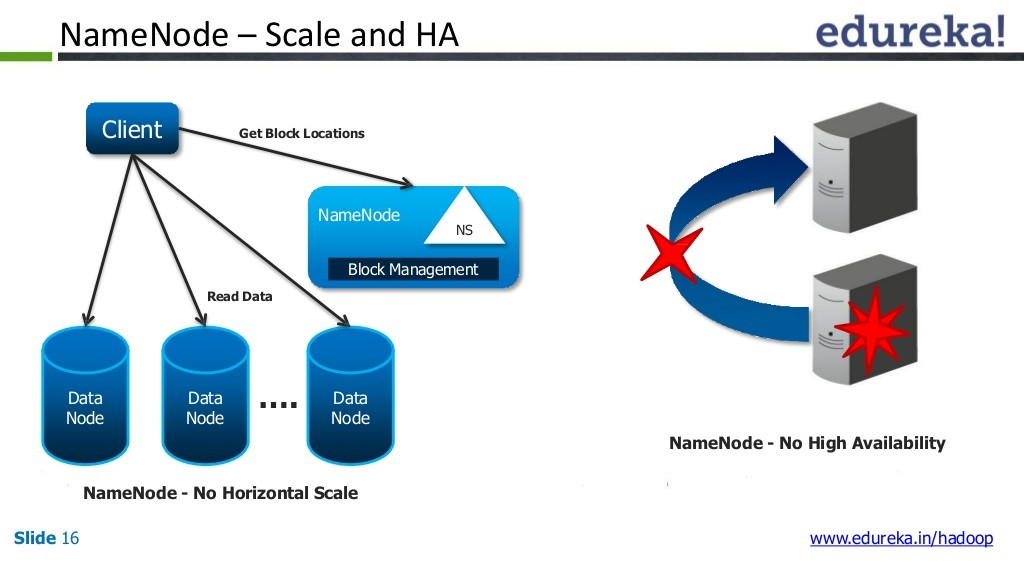 NameNode – Scale and HA
edureka!
Client
Get Block Locations
NameNode
NS
Block Management
Read Data
Data
Node
Data
Node
....
Data
Node
NameNode - No Horizontal Scale
NameNode - No High Availability
Slide 16
www.edureka.in/hadoop